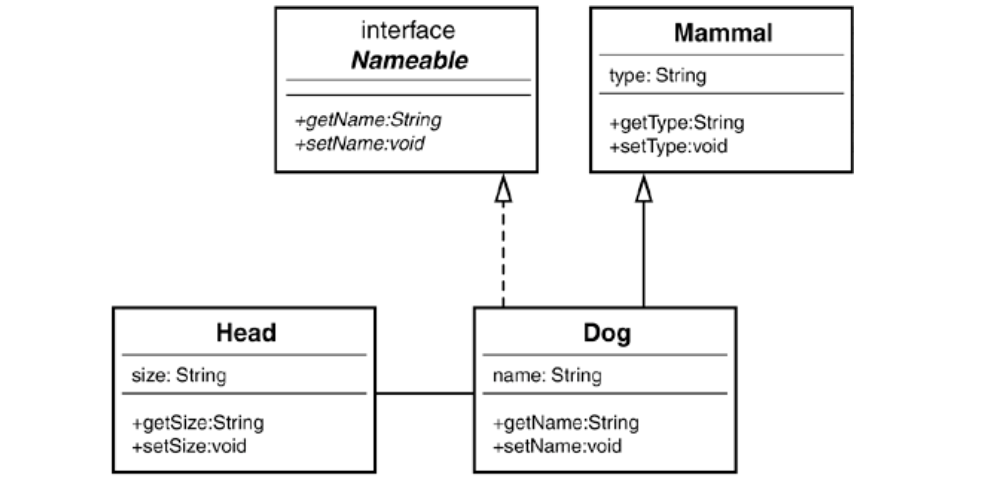 interface
Nameable
+getName:String
+setName:void
Mammal
type: String
+getType:String
+setType:void
Head
size: String
+getSize:String
+setSize:void
Dog
name: String
+getName:String
+setName:void